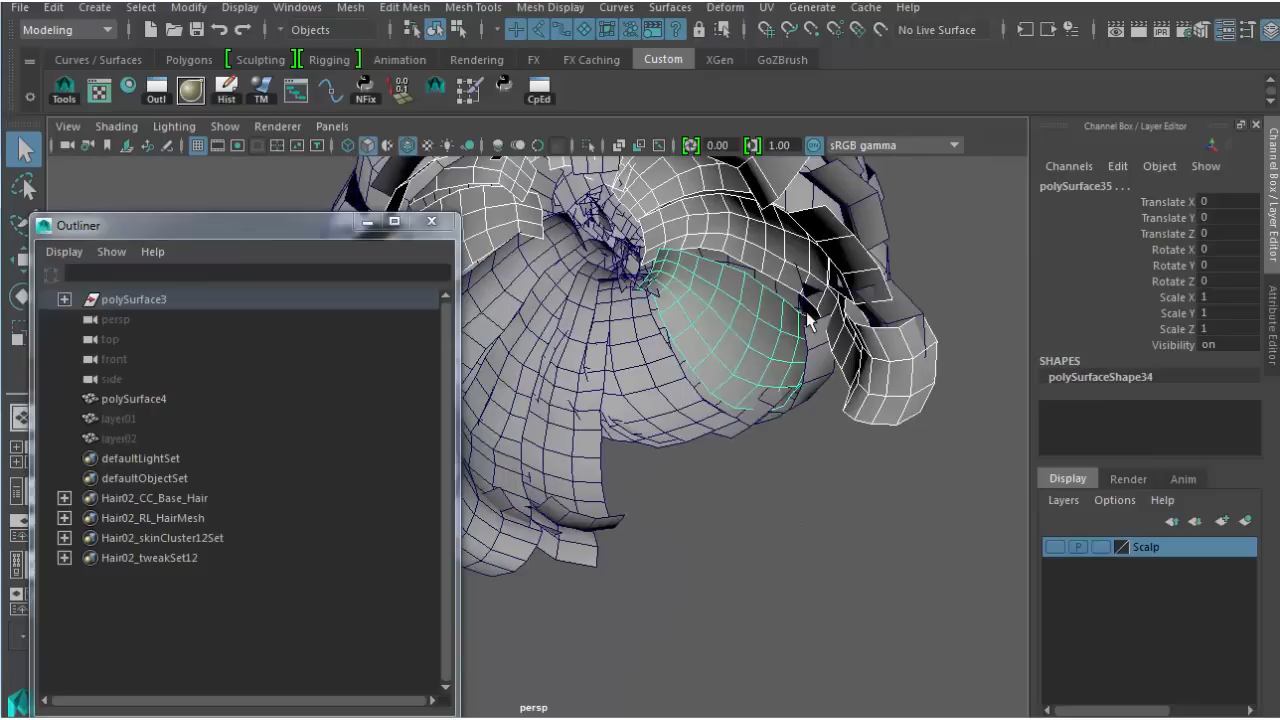 File Edit Create Select Modify Display Windows Mesh Edit Mesh Mesh Tools Mesh Display Curves Surfaces Deform UV Generate Cache Help
Modeling Objects No Live Surface
Curves / Surfaces Polygons Sculpting Rigging Animation Rendering FX FX Caching Custom XGen GoZBrush
Tools Outl Hist TM NFix CpEd
View Shading Lighting Show Renderer Panels
0.00 1.00 sRGB gamma
Outliner
Display Show Help
polySurface3
persp
top
front
side
polySurface4
layer01
layer02
defaultLightSet
defaultObjectSet
Hair02_CC_Base_Hair
Hair02_RL_HairMesh
Hair02_skinCluster12Set
Hair02_tweakSet12
persp
Channel Box / Layer Editor
Channels Edit Object Show
polySurface35 . . .
Translate X 0
Translate Y 0
Translate Z 0
Rotate X 0
Rotate Y 0
Rotate Z 0
Scale X 1
Scale Y 1
Scale Z 1
Visibility on
SHAPES
polySurfaceShape34
Display Render Anim
Layers Options Help
P Scalp
Channel Box / Layer Editor
Attribute Editor